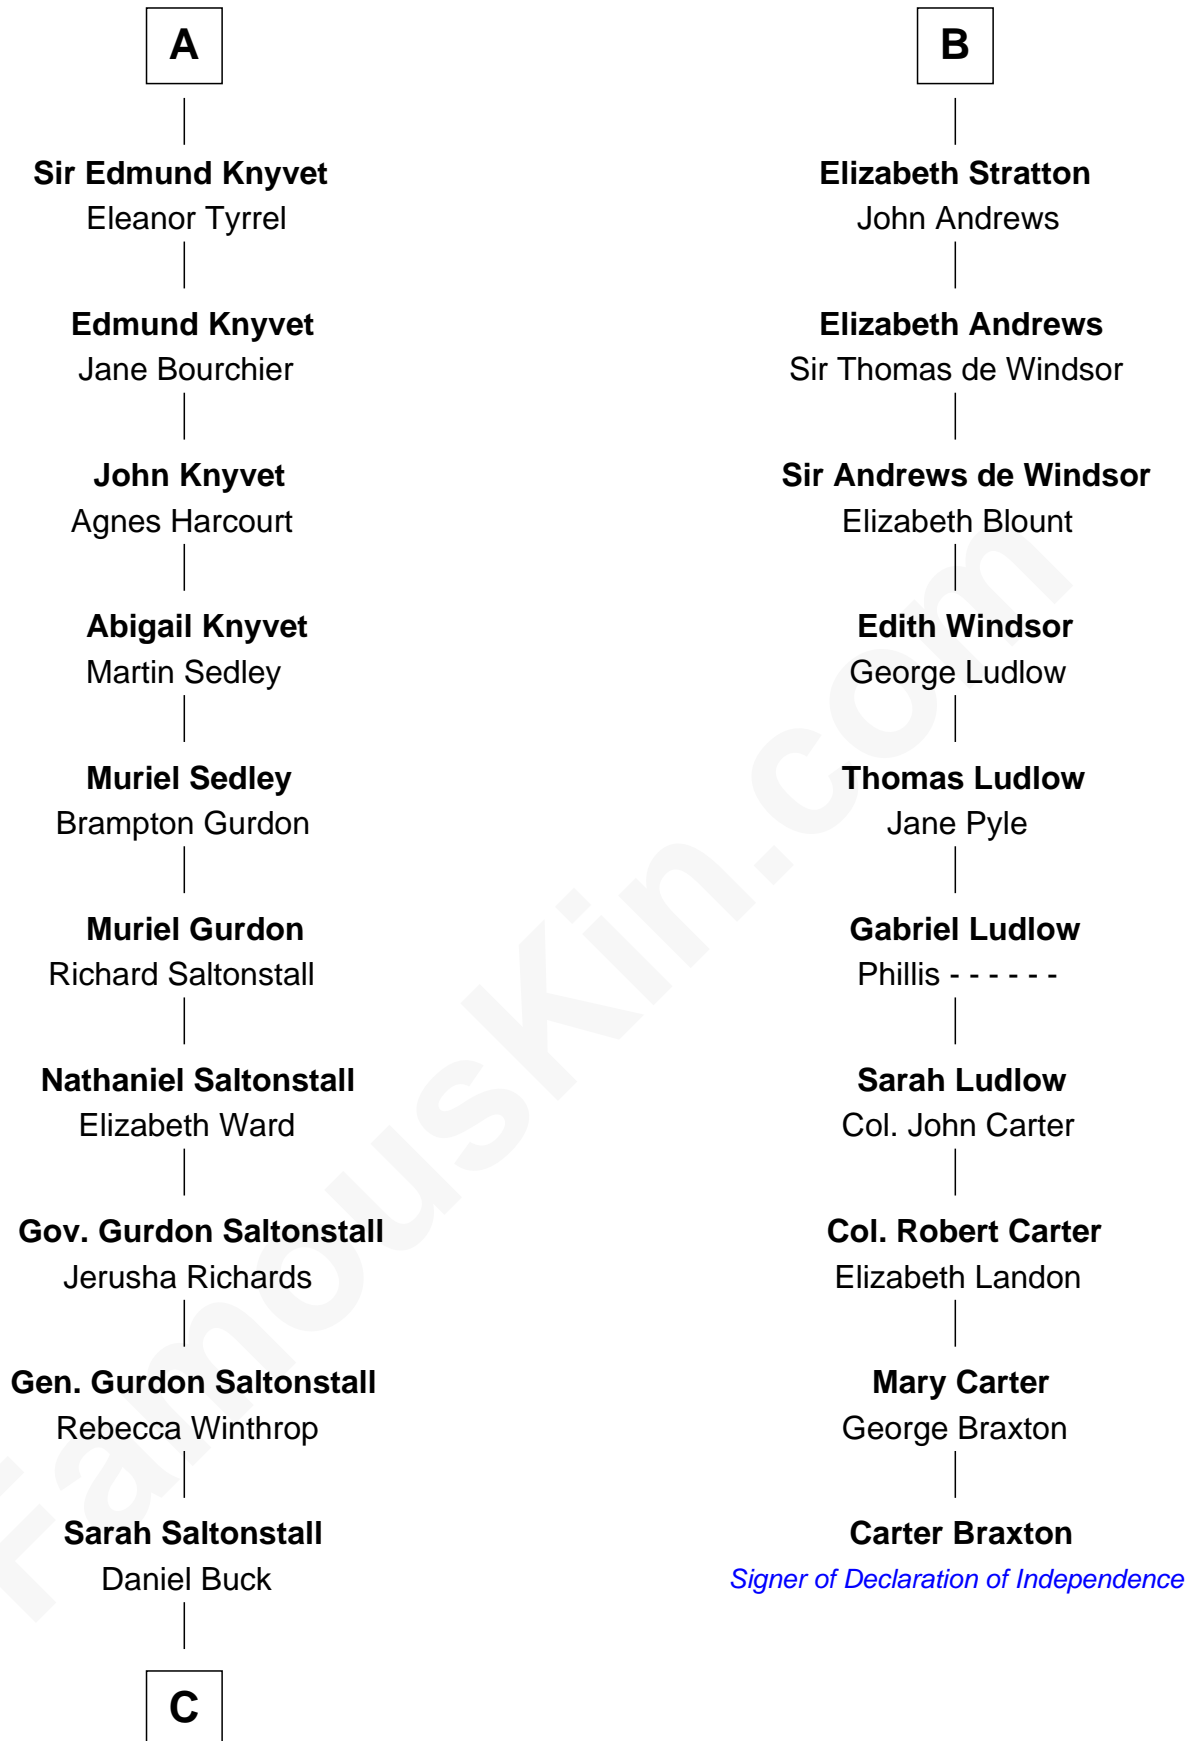 A
Sir Edmund Knyvet
Eleanor Tyrrel
Edmund Knyvet
Jane Bourchier
John Knyvet
Agnes Harcourt
Abigail Knyvet
Martin Sedley
Muriel Sedley
Brampton Gurdon
Muriel Gurdon
Richard Saltonstall
Nathaniel Saltonstall
Elizabeth Ward
Gov. Gurdon Saltonstall
Jerusha Richards
Gen. Gurdon Saltonstall
Rebecca Winthrop
Sarah Saltonstall
Daniel Buck
C
B
Elizabeth Stratton
John Andrews
Elizabeth Andrews
Sir Thomas de Windsor
Sir Andrews de Windsor
Elizabeth Blount
Edith Windsor
George Ludlow
Thomas Ludlow
Jane Pyle
Gabriel Ludlow
Phillis - - - - - -
Sarah Ludlow
Col. John Carter
Col. Robert Carter
Elizabeth Landon
Mary Carter
George Braxton
Carter Braxton
Signer of Declaration of Independence
FamousKin.com